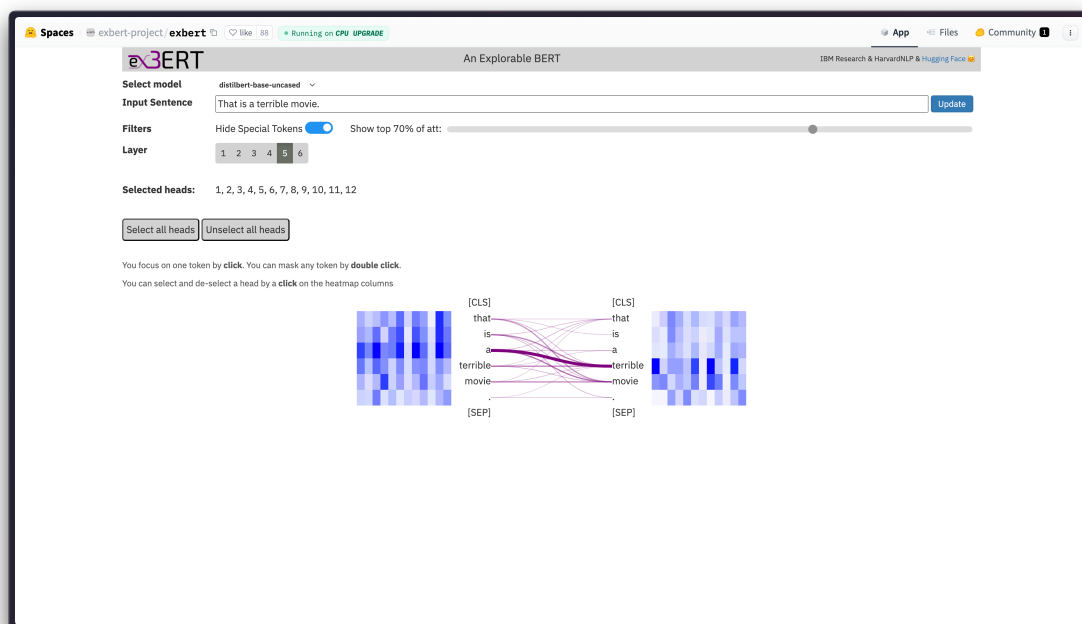 Spaces exbert-project/exbert like 88 Running on CPU UPGRADE App Files Community 1
exBERT An Explorable BERT IBM Research & HarvardNLP & Hugging Face
Select model distilbert-base-uncased
Input Sentence That is a terrible movie. Update
Filters Hide Special Tokens Show top 70% of att:
Layer 1 2 3 4 5 6
Selected heads: 1, 2, 3, 4, 5, 6, 7, 8, 9, 10, 11, 12
Select all heads Unselect all heads
You focus on one token by click. You can mask any token by double click.
You can select and de-select a head by a click on the heatmap columns
[CLS] [CLS]
that that
is is
a a
terrible terrible
movie movie
. .
[SEP] [SEP]